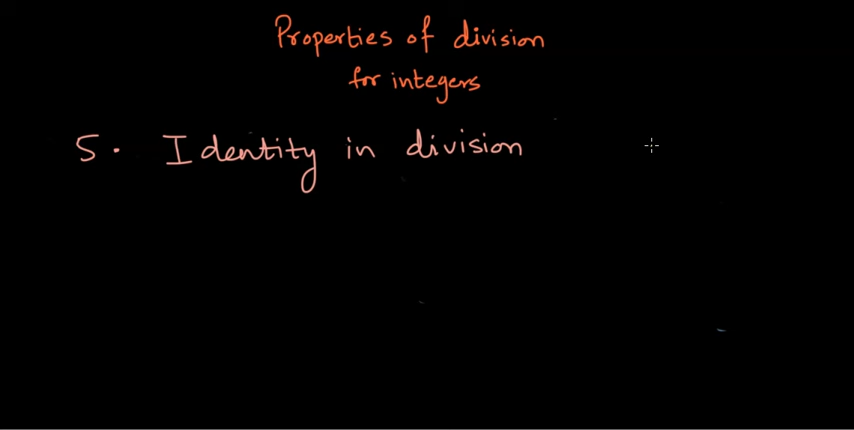 Properties of division
for integers
5. Identity in division